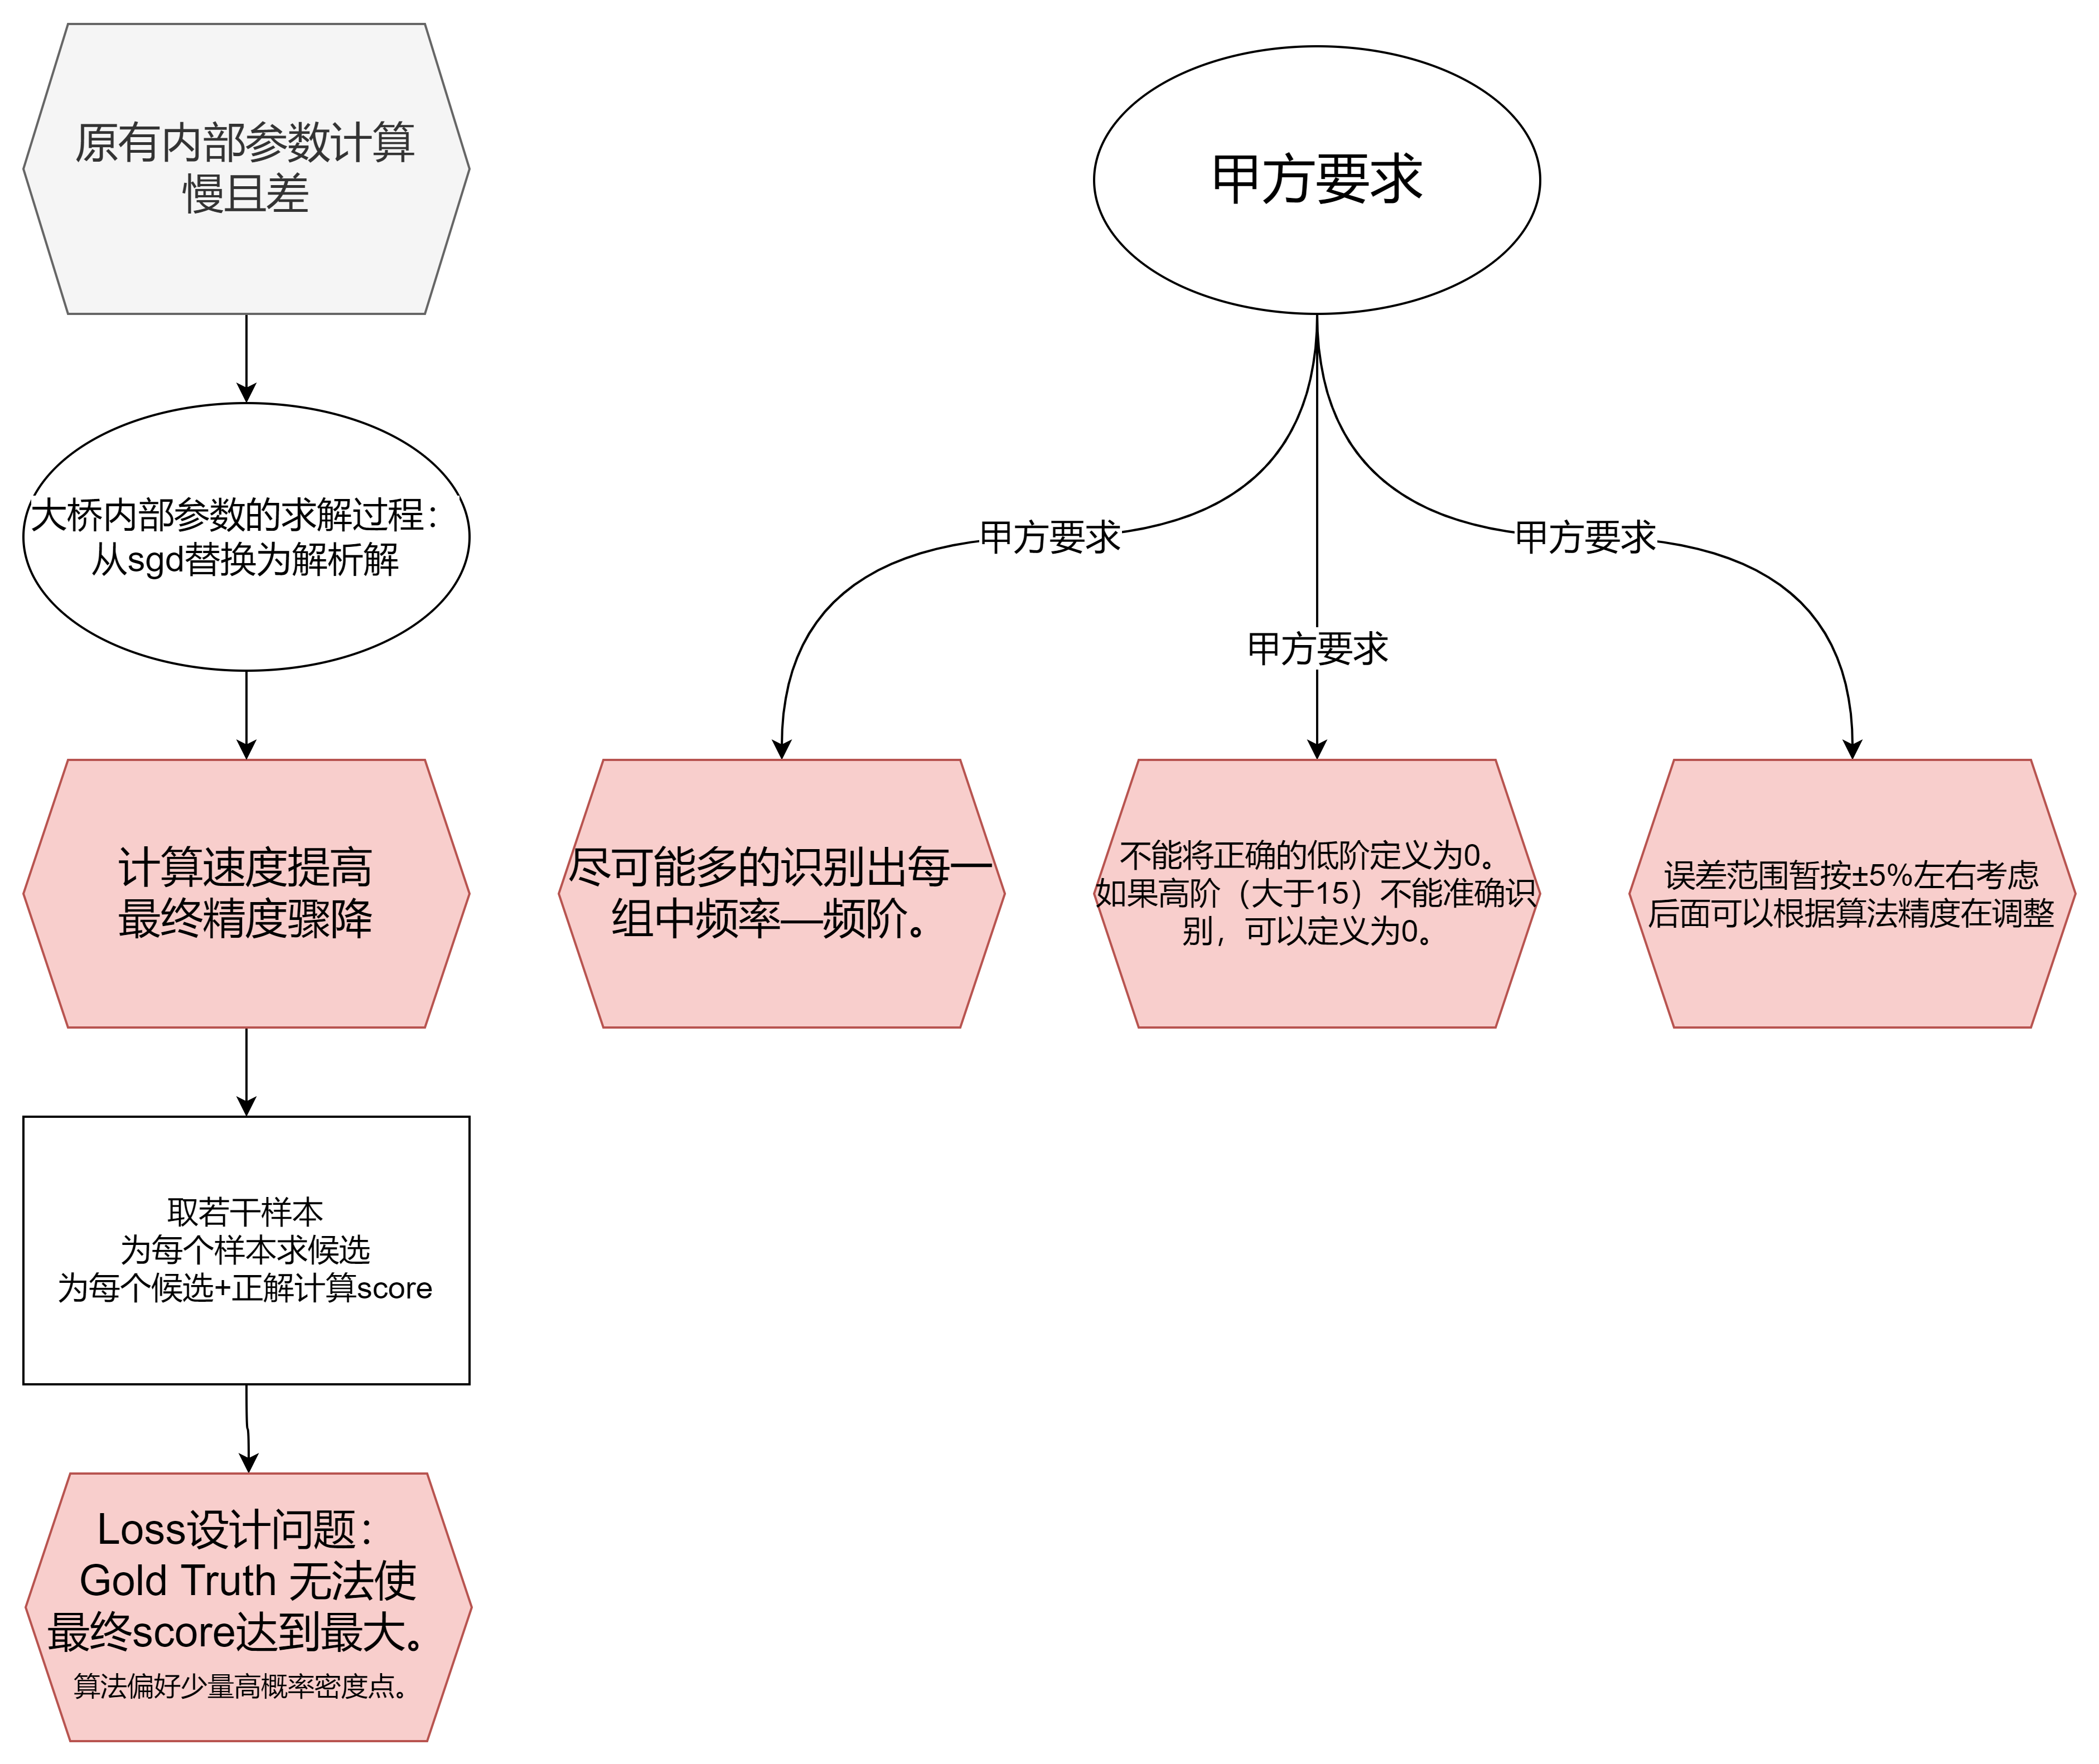 原有内部参数计算
慢且差
大桥内部参数的求解过程：
从sgd替换为解析解
计算速度提高
最终精度骤降
取若干样本
为每个样本求候选
为每个候选+正解计算score
Loss设计问题：
Gold Truth 无法使
最终score达到最大。
算法偏好少量高概率密度点。
甲方要求
甲方要求
甲方要求
甲方要求
尽可能多的识别出每一
组中频率—频阶。
不能将正确的低阶定义为0。
如果高阶（大于15）不能准确识
别，可以定义为0。
误差范围暂按±5%左右考虑
后面可以根据算法精度在调整